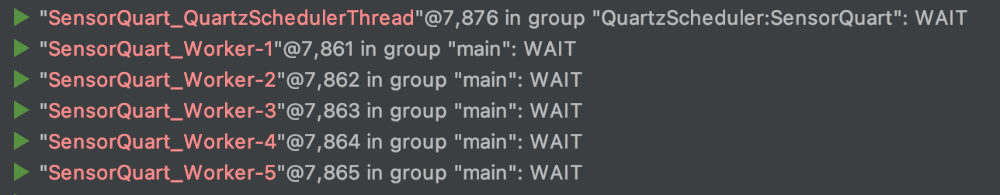 "SensorQuart_QuartzSchedulerThread"@7,876 in group "QuartzScheduler:SensorQuart": WAIT
"SensorQuart_Worker-1"@7,861 in group "main": WAIT
"SensorQuart_Worker-2"@7,862 in group "main": WAIT
"SensorQuart_Worker-3"@7,863 in group "main": WAIT
"SensorQuart_Worker-4"@7,864 in group "main": WAIT
"SensorQuart_Worker-5"@7,865 in group "main": WAIT